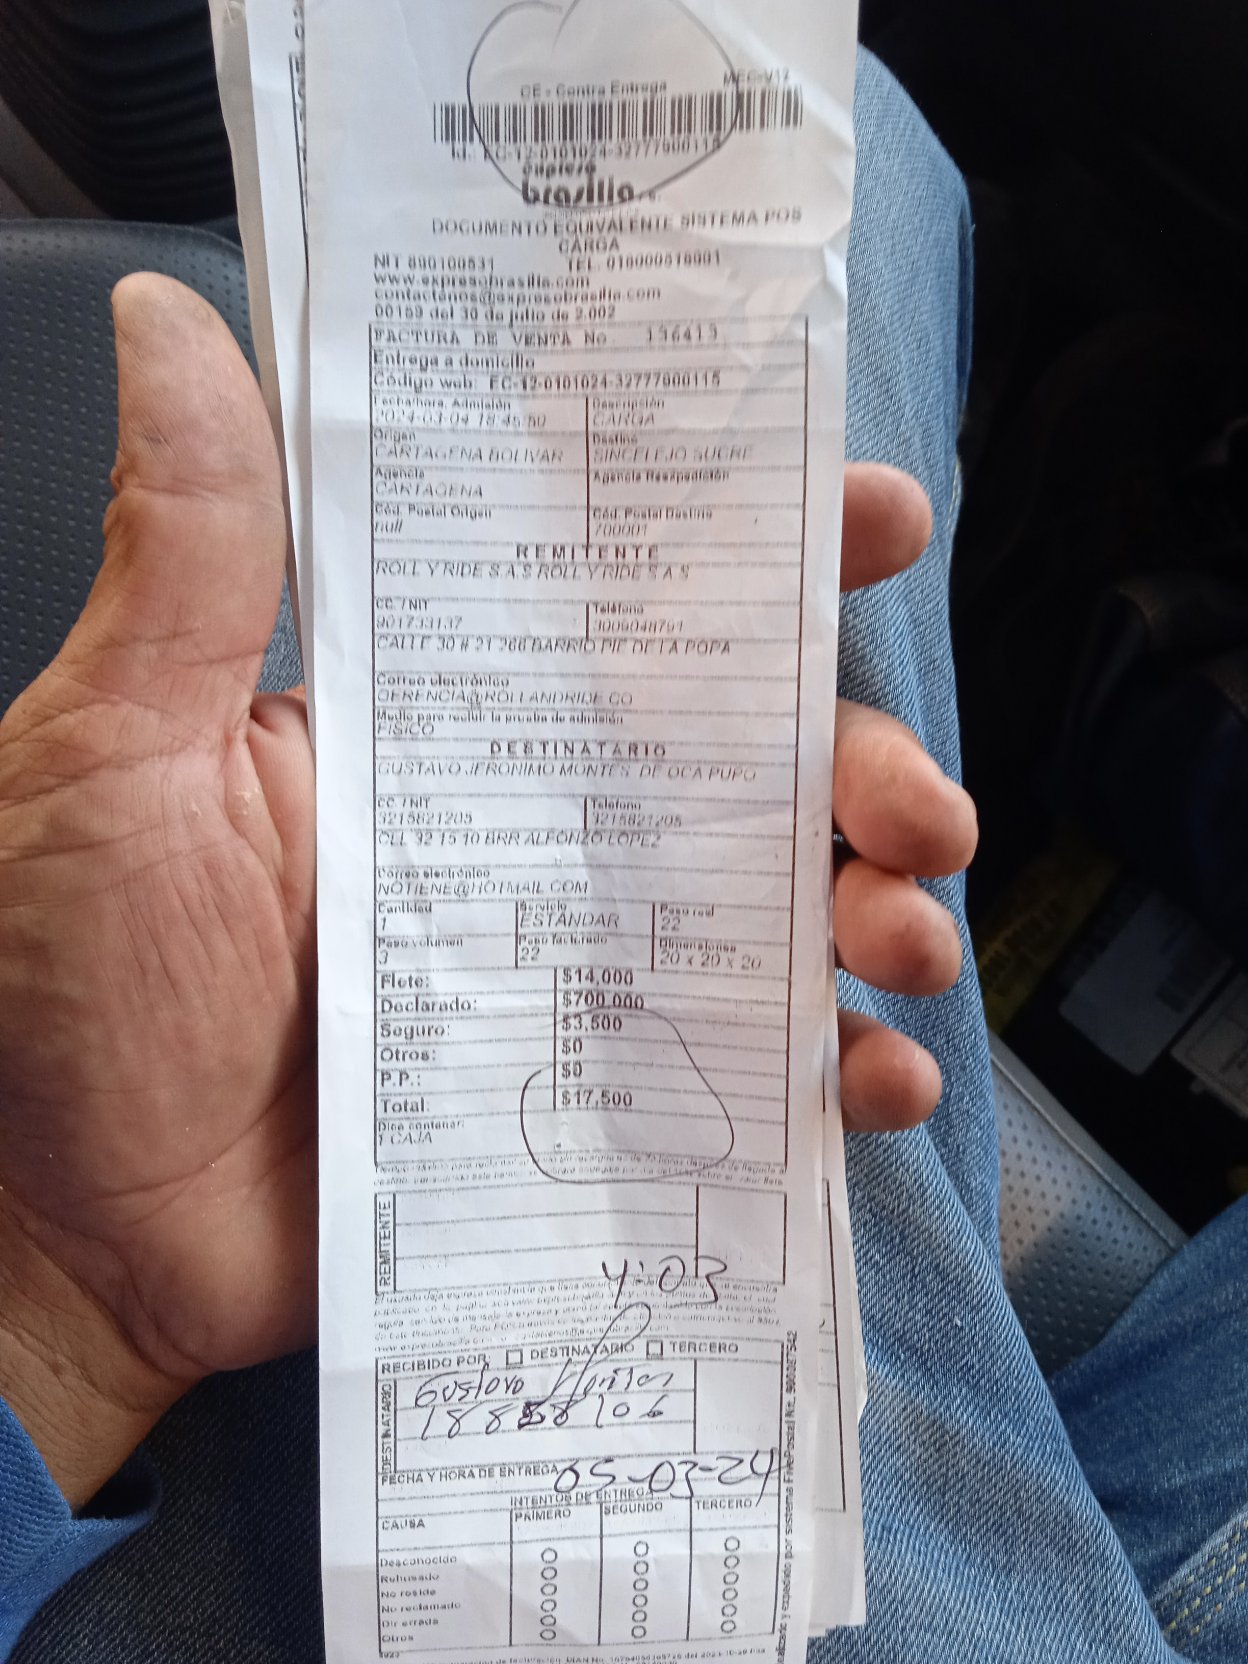 CE - Contra Entrega MEC-V17
Id.: EC-12-0101024-32777000115
expreso
brasilia
DOCUMENTO EQUIVALENTE SISTEMA POS
CARGA
NIT 890100531 TEL. 018000518001
www.expresobrasilia.com
contactenos@expresobrasilia.com
00169 del 30 de julio de 2.002
FACTURA DE VENTA No. 136413
Entrega a domicilio
Código web: EC-12-0101024-32777000115
Fecha/hora. Admisión Descripción
2024-03-04 18:45:50 CARGA
Origen Destino
CARTAGENA BOLIVAR SINCELEJO SUCRE
Agencia Agencia Reexpedición
CARTAGENA
Cód. Postal Origen Cód. Postal Destino
null 700001
REMITENTE
ROLL Y RIDE S.A.S ROLL Y RIDE S A S
CC. / NIT Teléfono
901733137 3009048791
CALLE 30 # 21 266 BARRIO PIE DE LA POPA
Correo electrónico
GERENCIA@ROLLANDRIDE.CO
Medio para recibir la prueba de admisión
FISICO
DESTINATARIO
GUSTAVO JERONIMO MONTES DE OCA PUPO
CC. / NIT Teléfono
3215821205 3215821205
CLL 32 15 10 BRR ALFONZO LOPEZ
Correo electrónico
NOTIENE@HOTMAIL.COM
Cantidad Servicio Peso real
1 ESTANDAR 22
Peso volumen Peso facturado Dimensiones
3 22 20 x 20 x 20
Flete: $14,000
Declarado: $700,000
Seguro: $3,500
Otros: $0
P.P.: $0
Total: $17,500
Dice contener:
1 CAJA
REMITENTE
4:03
RECIBIDO POR DESTINATARIO TERCERO
DESTINATARIO
Gustavo Montes
18858106
FECHA Y HORA DE ENTREGA 05-03-24
INTENTOS DE ENTREGA
CAUSA PRIMERO SEGUNDO TERCERO
Desconocido
Rehusado
No reside
No reclamado
Dir errada
Otros